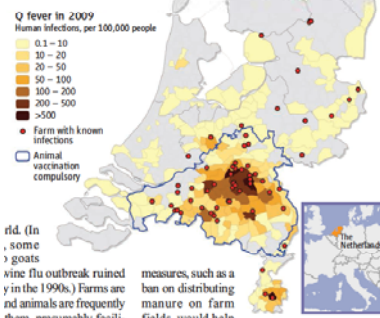 Q fever in 2009
Human infections, per 100,000 people
0.1 – 10
10 – 20
20 – 50
50 – 100
100 – 200
200 – 500
>500
Farm with known
infections
Animal
vaccination
compulsory
The
Netherlands
rld. (In
, some
goats
wine flu outbreak ruined
y in the 1990s.) Farms are
nd animals are frequently
measures, such as a
ban on distributing
manure on farm
fields, would help